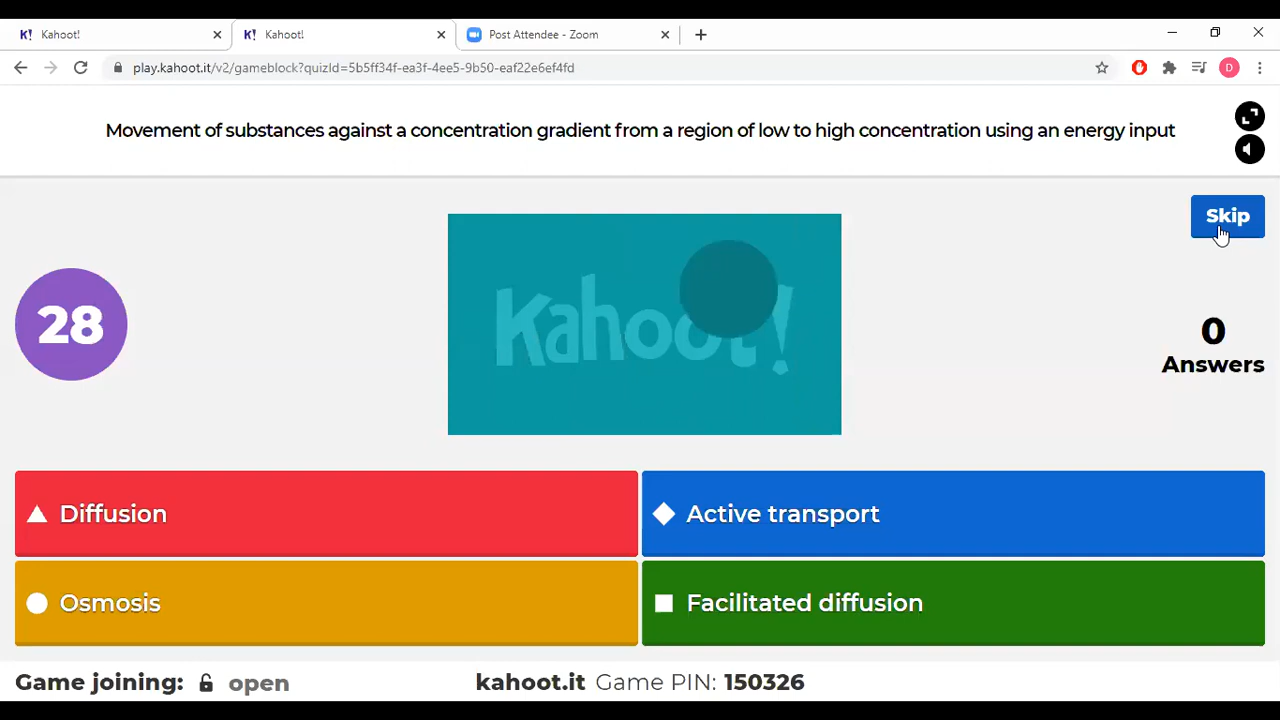 Kahoot!
Kahoot!
Post Attendee - Zoom
play.kahoot.it/v2/gameblock?quizId=5b5ff34f-ea3f-4ee5-9b50-eaf22e6ef4fd
D
Movement of substances against a concentration gradient from a region of low to high concentration using an energy input
Skip
28
Kahoot!
0
Answers
Diffusion
Active transport
Osmosis
Facilitated diffusion
Game joining: open
kahoot.it Game PIN: 150326